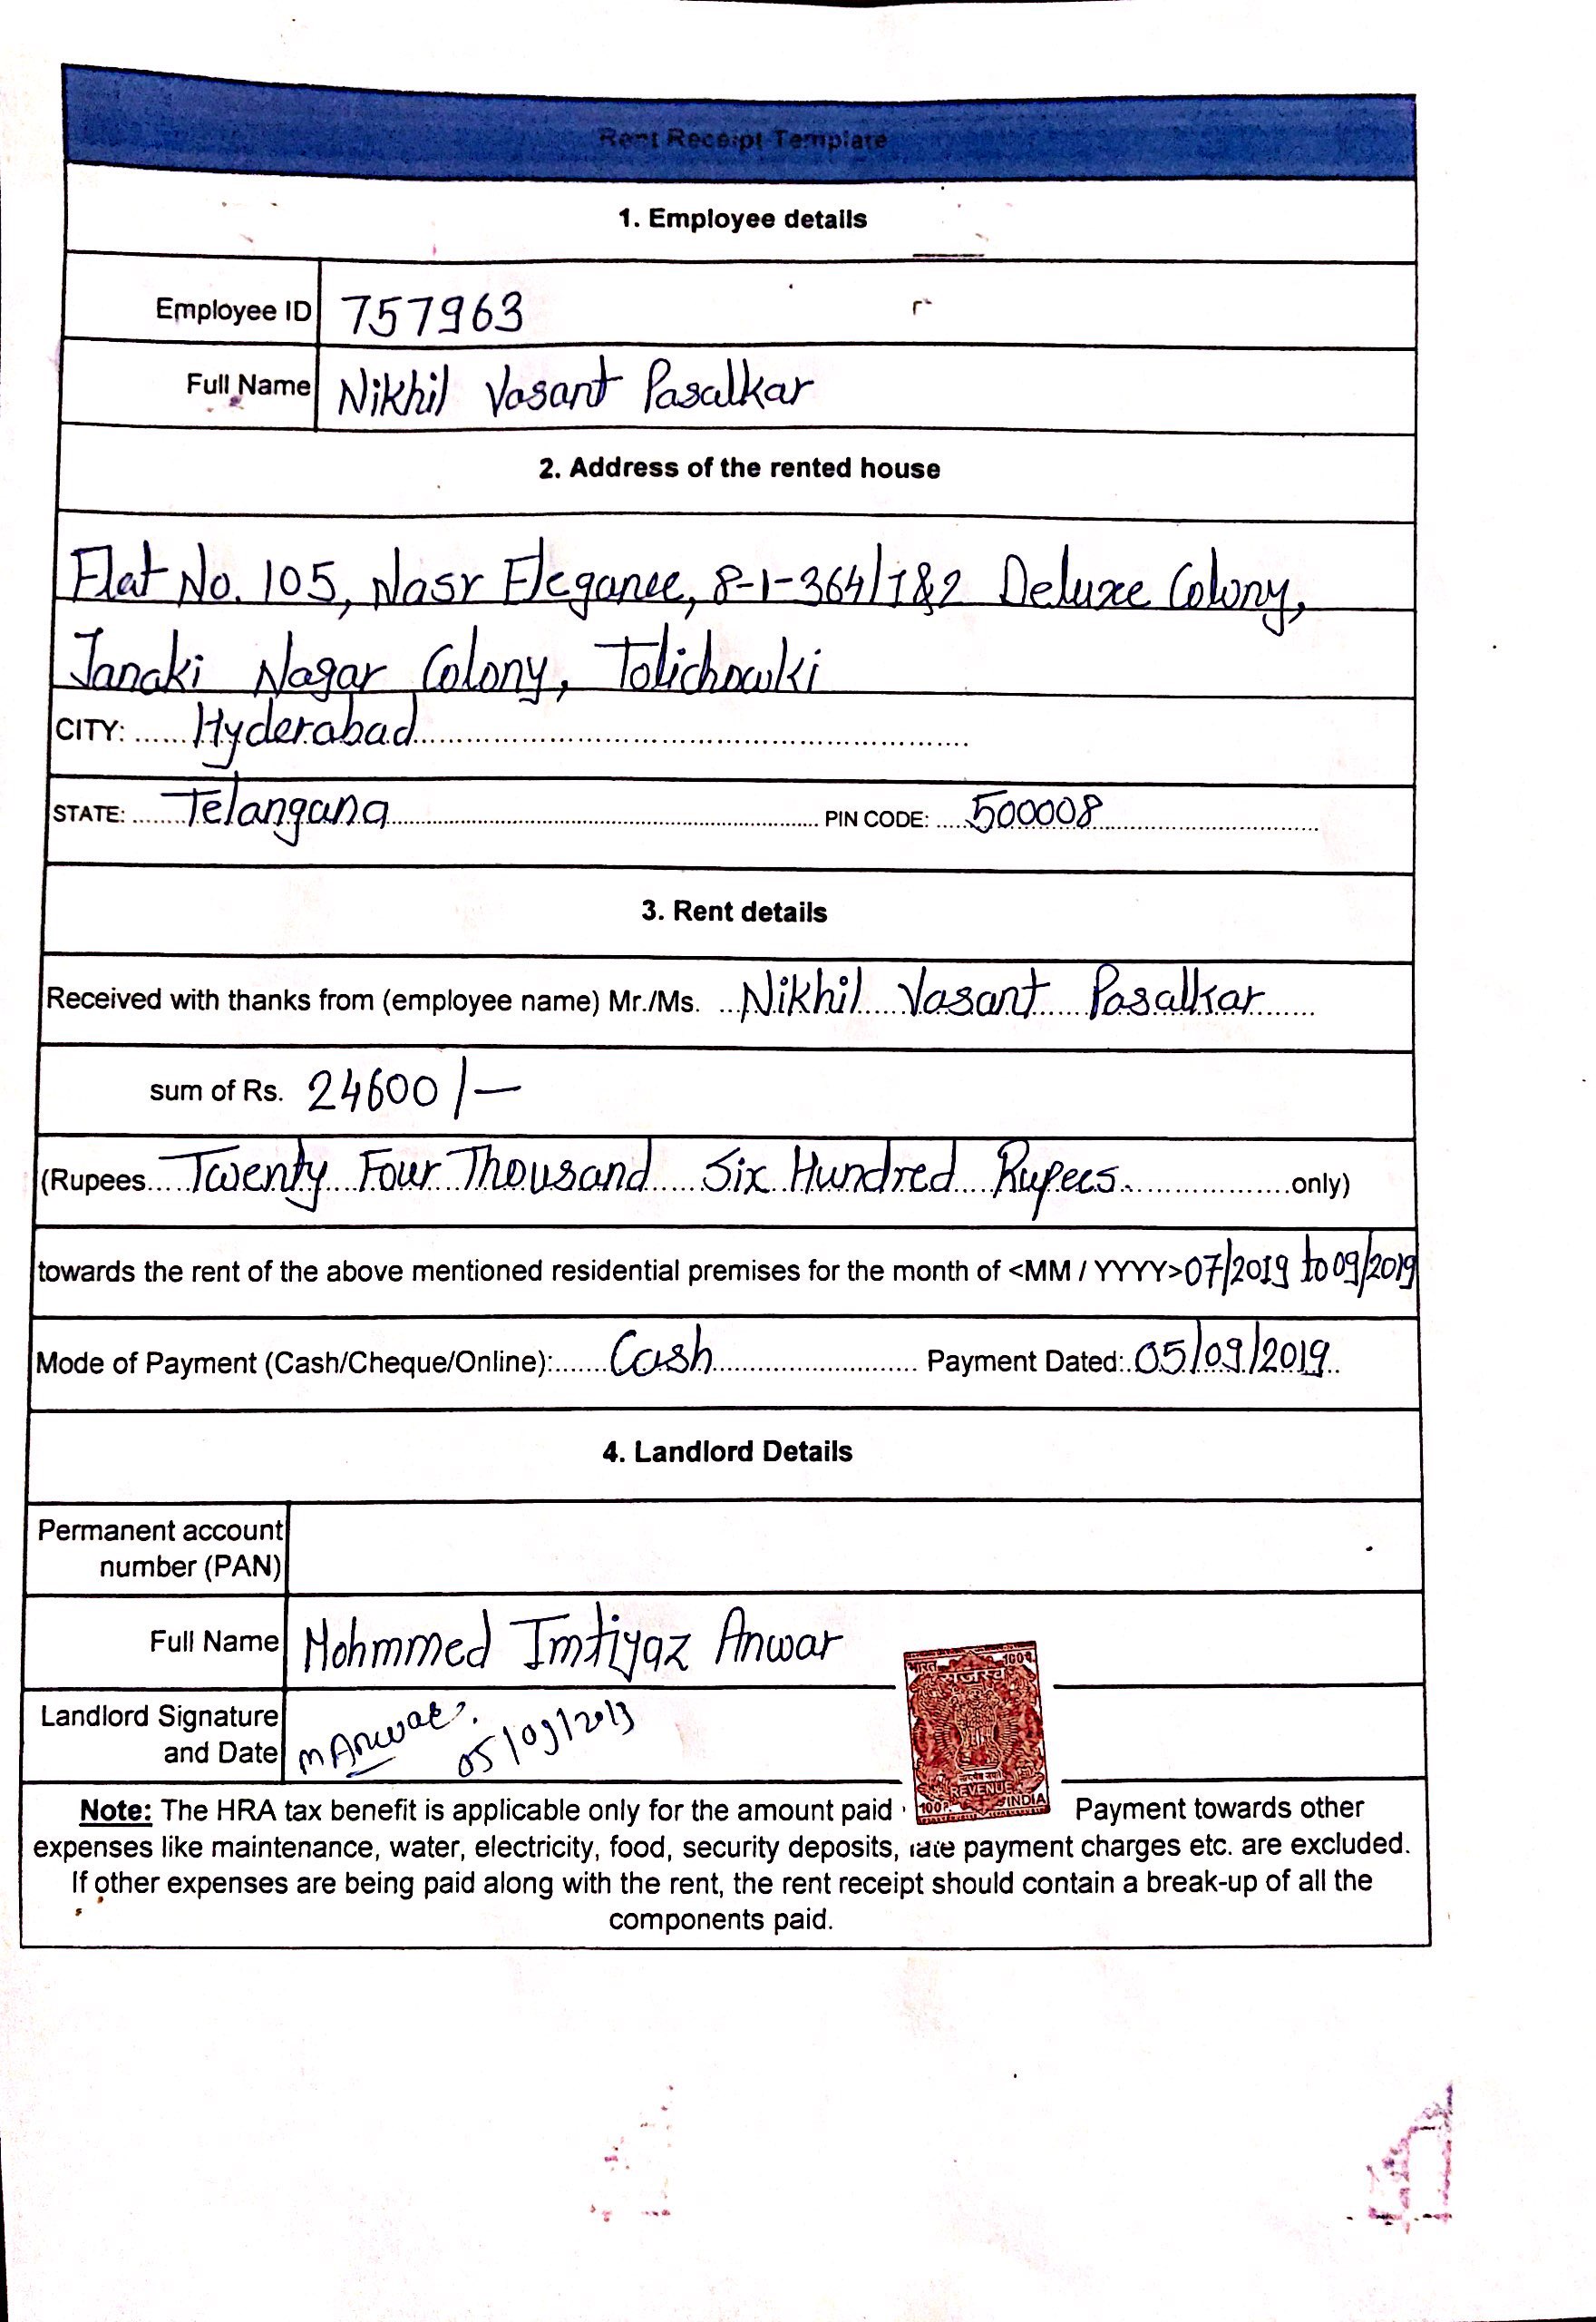 Rent Receipt Template
1. Employee details
Employee ID 757963
Full Name Nikhil Vasant Pasalkar
2. Address of the rented house
Flat No. 105, Nasr Elegance, 8-1-364/1&2 Deluxe Colony,
Janaki Nagar Colony, Tolichowki
CITY: ...... Hyderabad
STATE: ....... Telangana PIN CODE: ..... 500008
3. Rent details
Received with thanks from (employee name) Mr./Ms. ...Nikhil Vasant Pasalkar
sum of Rs. 24600/-
(Rupees.... Twenty Four Thousand Six Hundred Rupees. only)
towards the rent of the above mentioned residential premises for the month of <MM / YYYY> 07/2019 to 09/2019
Mode of Payment (Cash/Cheque/Online):...... Cash Payment Dated:. 05/09/2019
4. Landlord Details
Permanent account
number (PAN)
Full Name Mohmmed Imtiyaz Anwar
Landlord Signature
and Date MAnwar. 05/09/2019
भारत 100प.
राजस्व
REVENUE
100P. INDIA
Note: The HRA tax benefit is applicable only for the amount paid Payment towards other
expenses like maintenance, water, electricity, food, security deposits, late payment charges etc. are excluded.
If other expenses are being paid along with the rent, the rent receipt should contain a break-up of all the
components paid.